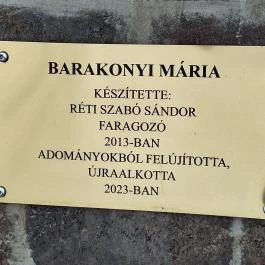 BARAKONYI MÁRIA
KÉSZÍTETTE:
RÉTI SZABÓ SÁNDOR
FARAGOZÓ
2013-BAN
ADOMÁNYOKBÓL FELÚJÍTOTTA,
ÚJRAALKOTTA
2023-BAN